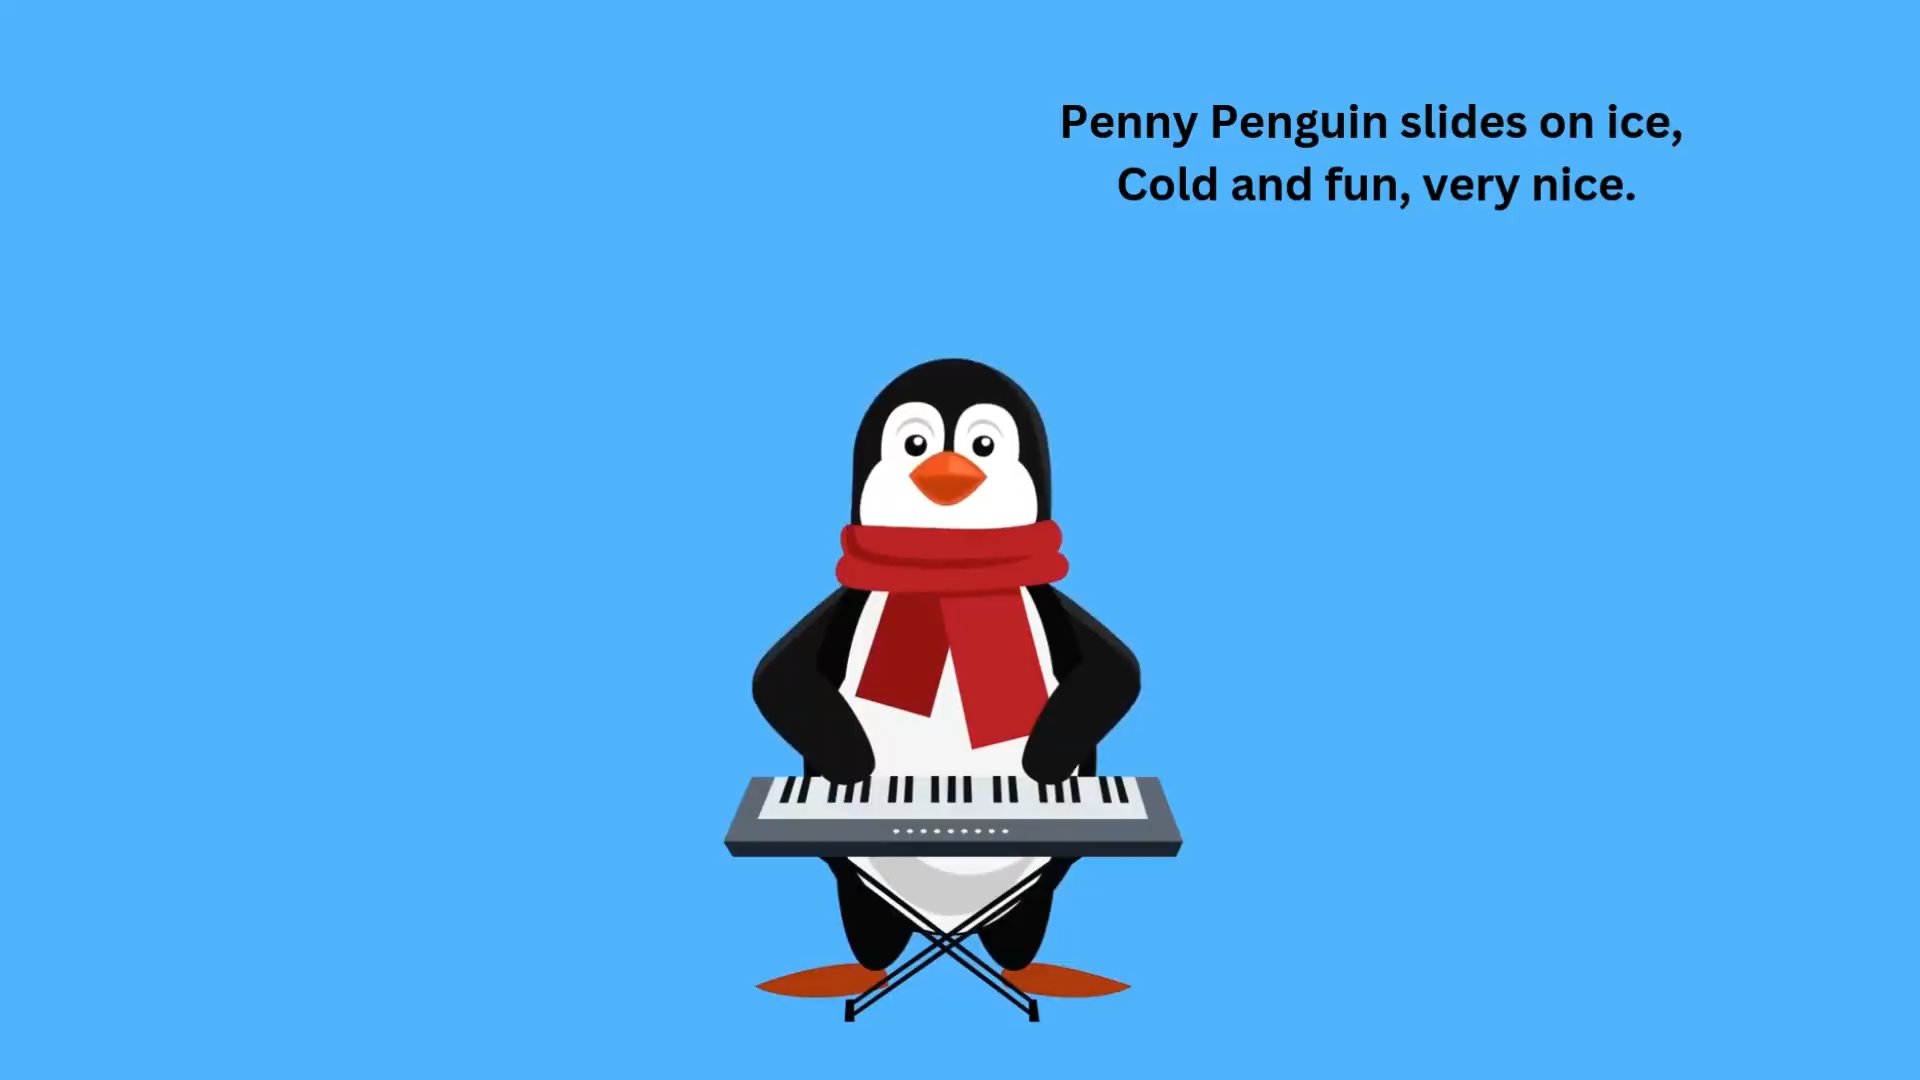 Penny Penguin slides on ice,
Cold and fun, very nice.